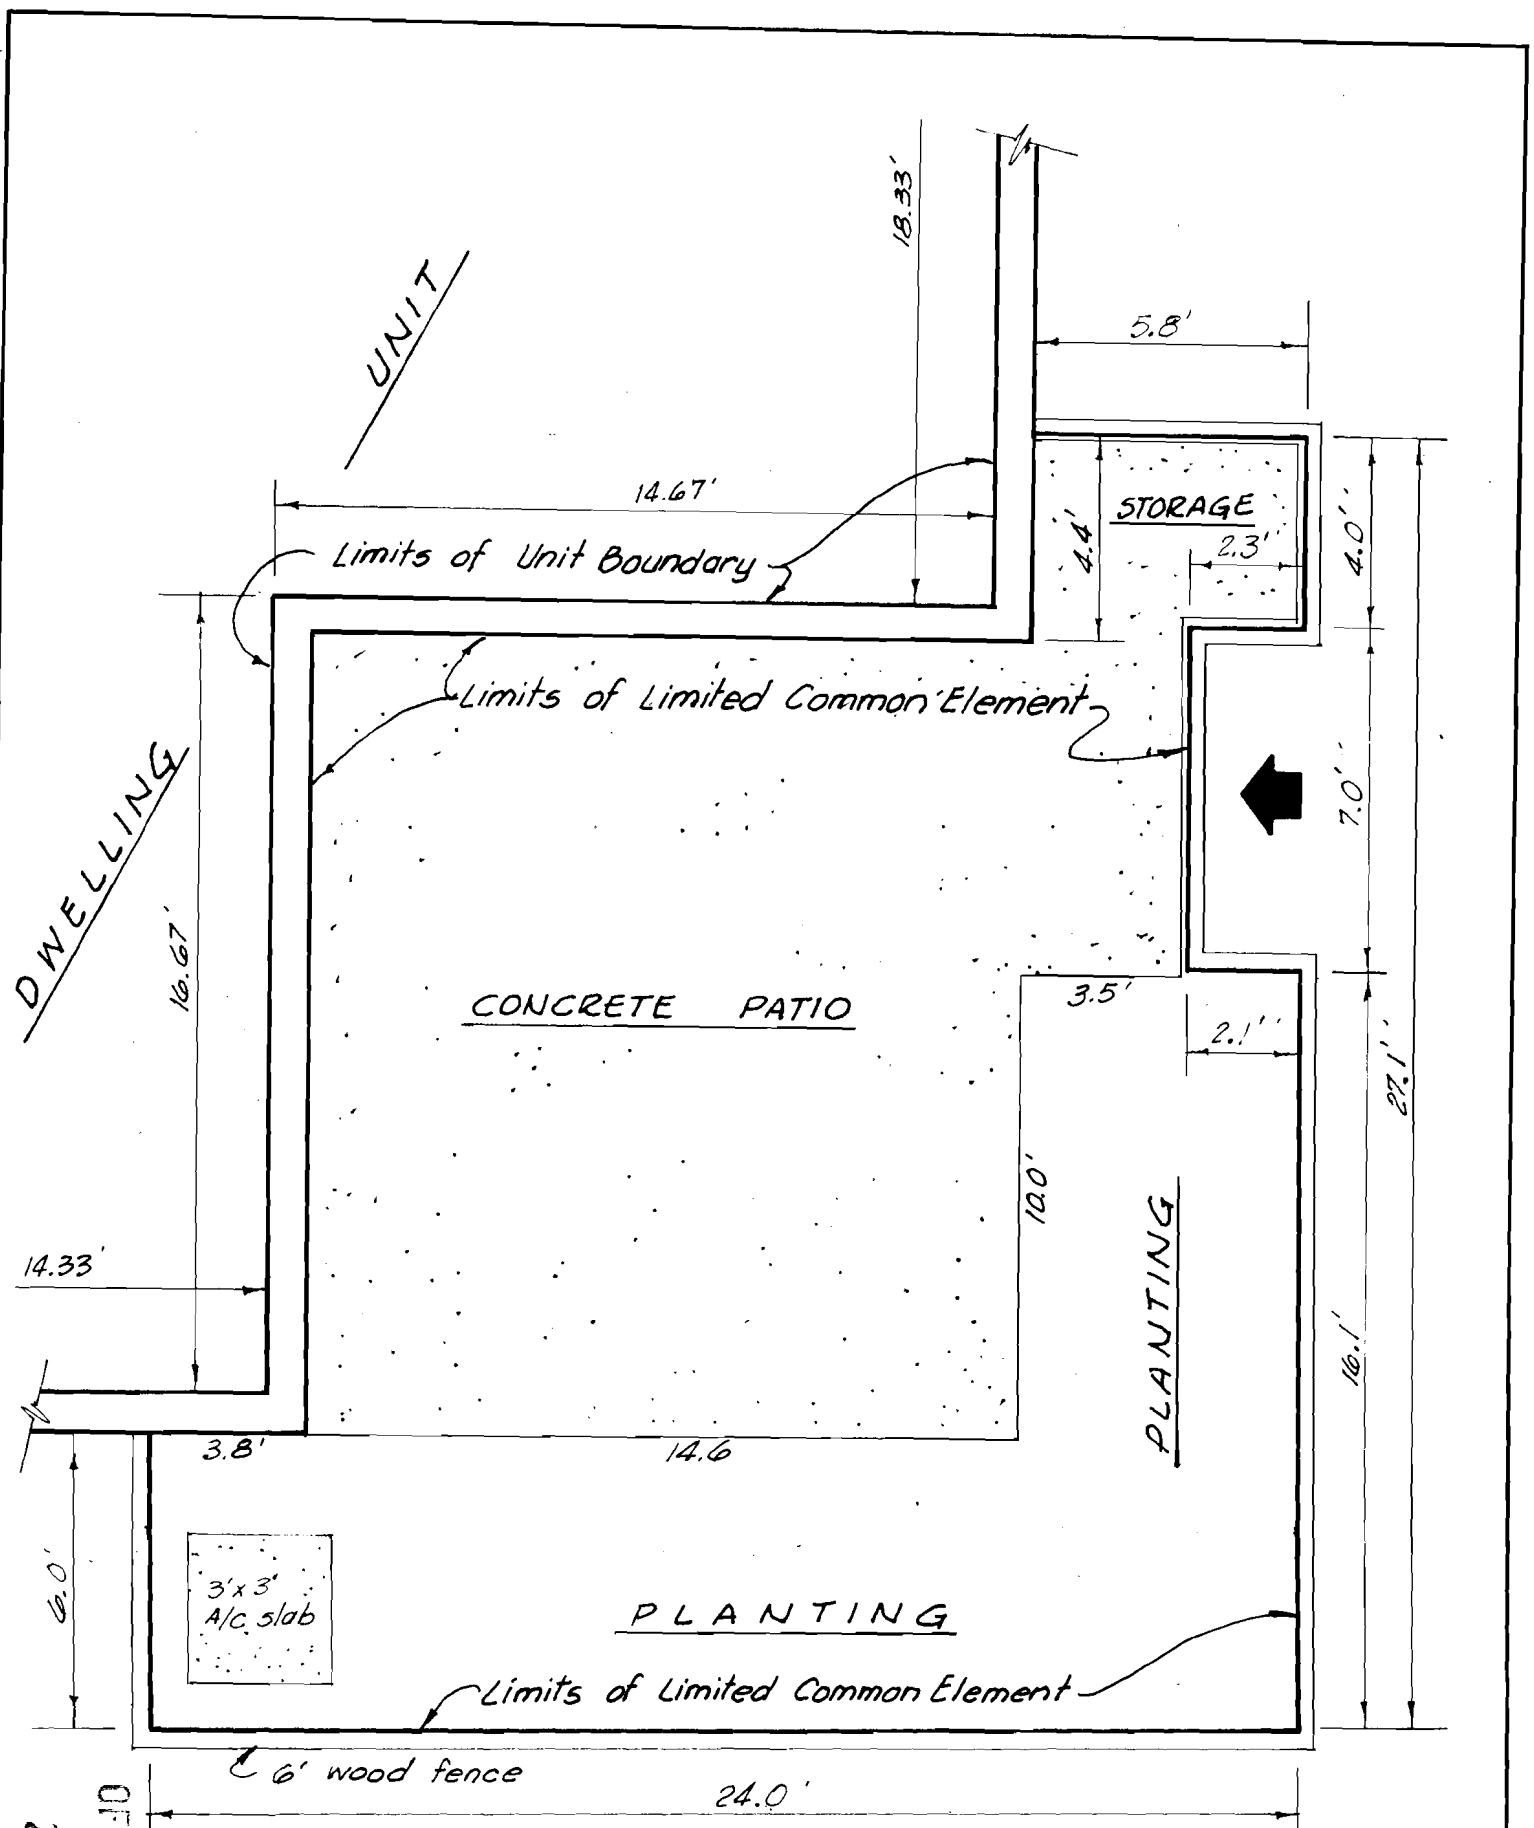 18.33'
5.8'
UNIT
14.67'
STORAGE
4.4'
2.3'
4.0'
Limits of Unit Boundary
Limits of Limited Common Element
7.0'
DWELLING
16.67'
CONCRETE PATIO
3.5'
2.1'
27.1'
10.0'
PLANTING
14.33'
16.1'
3.8'
14.6
6.0'
3'x 3'
A/C slab
PLANTING
Limits of Limited Common Element
6' wood fence
24.0'